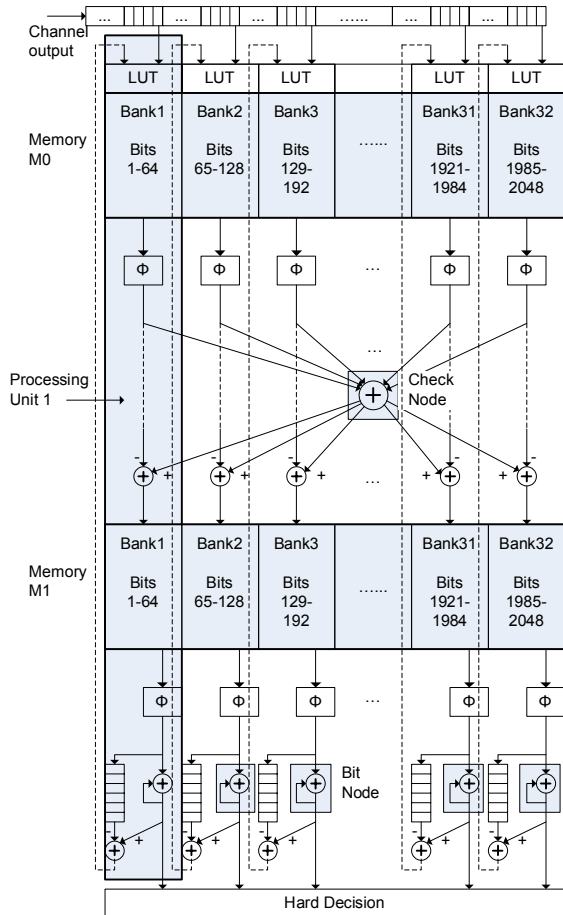 ... ... ... ...... ... ...
Channel output
LUT LUT LUT LUT LUT
Memory M0
Bank1 Bank2 Bank3 Bank31 Bank32
......
Bits 1-64 Bits 65-128 Bits 129-192 Bits 1921-1984 Bits 1985-2048
Φ Φ Φ ... Φ Φ
...
Processing Unit 1
+
Check Node
- - - - -
+ + + + + ... + + + +
+
Memory M1
Bank1 Bank2 Bank3 Bank31 Bank32
......
Bits 1-64 Bits 65-128 Bits 129-192 Bits 1921-1984 Bits 1985-2048
Φ Φ Φ ... Φ Φ
+ + + + +
Bit Node
- + - + - + - + - +
+ + + + +
Hard Decision